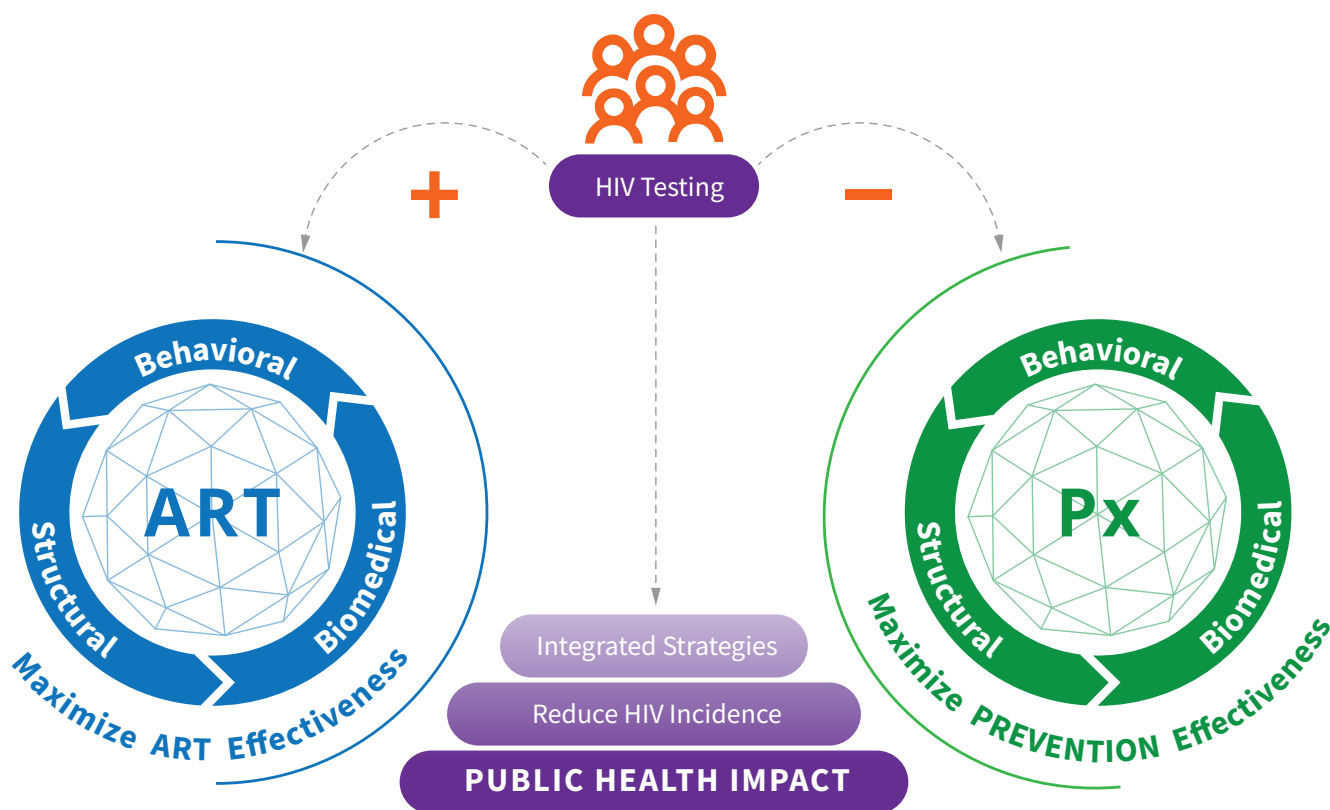 HIV Testing
+
−
Behavioral
Structural
Biomedical
ART
Maximize ART Effectiveness
Behavioral
Structural
Biomedical
Px
Maximize PREVENTION Effectiveness
Integrated Strategies
Reduce HIV Incidence
PUBLIC HEALTH IMPACT